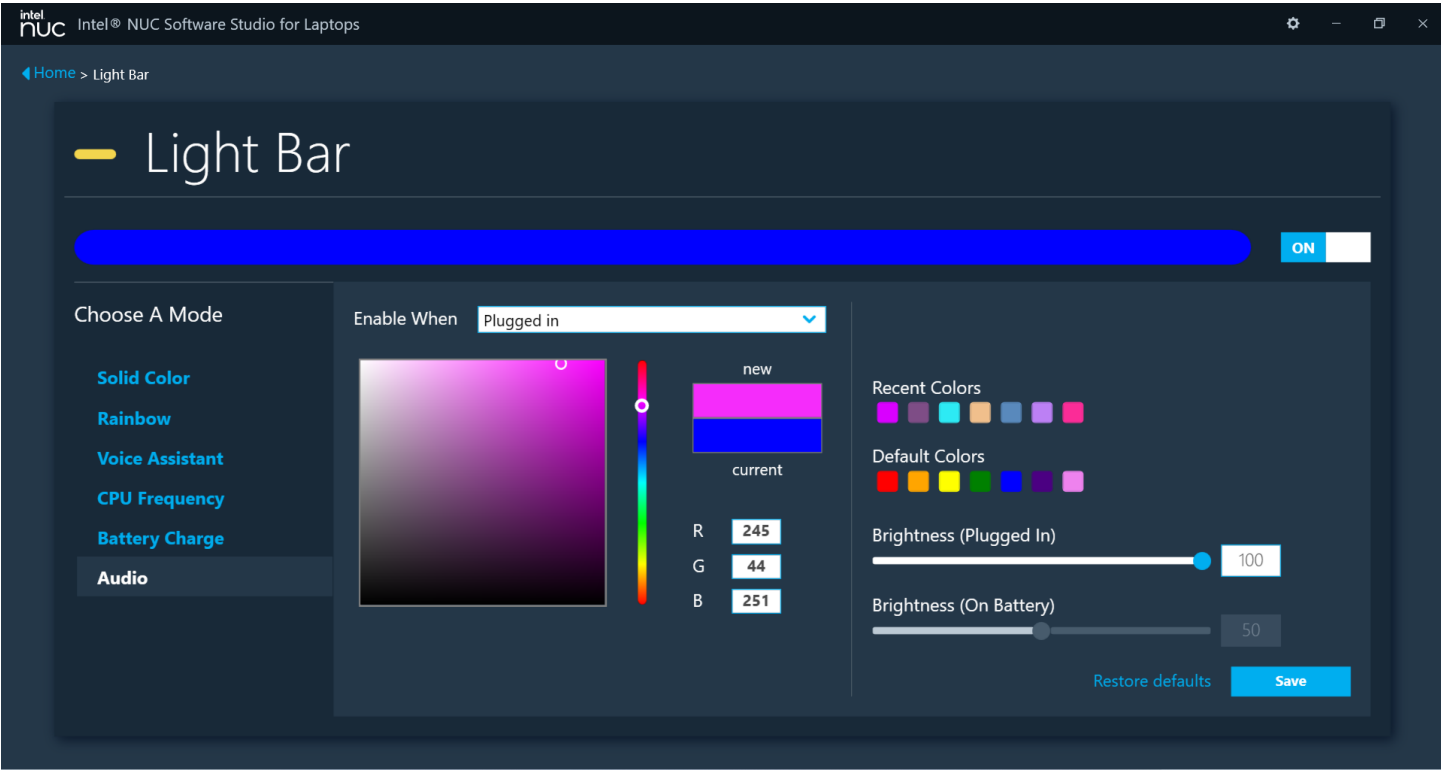 intel
nuc Intel® NUC Software Studio for Laptops
Home > Light Bar
Light Bar
ON
Choose A Mode
Solid Color
Rainbow
Voice Assistant
CPU Frequency
Battery Charge
Audio
Enable When Plugged in
new
current
R 245
G 44
B 251
Recent Colors
Default Colors
Brightness (Plugged In)
100
Brightness (On Battery)
50
Restore defaults Save